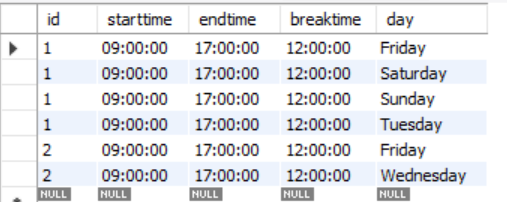 id starttime endtime breaktime day
1 09:00:00 17:00:00 12:00:00 Friday
1 09:00:00 17:00:00 12:00:00 Saturday
1 09:00:00 17:00:00 12:00:00 Sunday
1 09:00:00 17:00:00 12:00:00 Tuesday
2 09:00:00 17:00:00 12:00:00 Friday
2 09:00:00 17:00:00 12:00:00 Wednesday
NULL NULL NULL NULL NULL